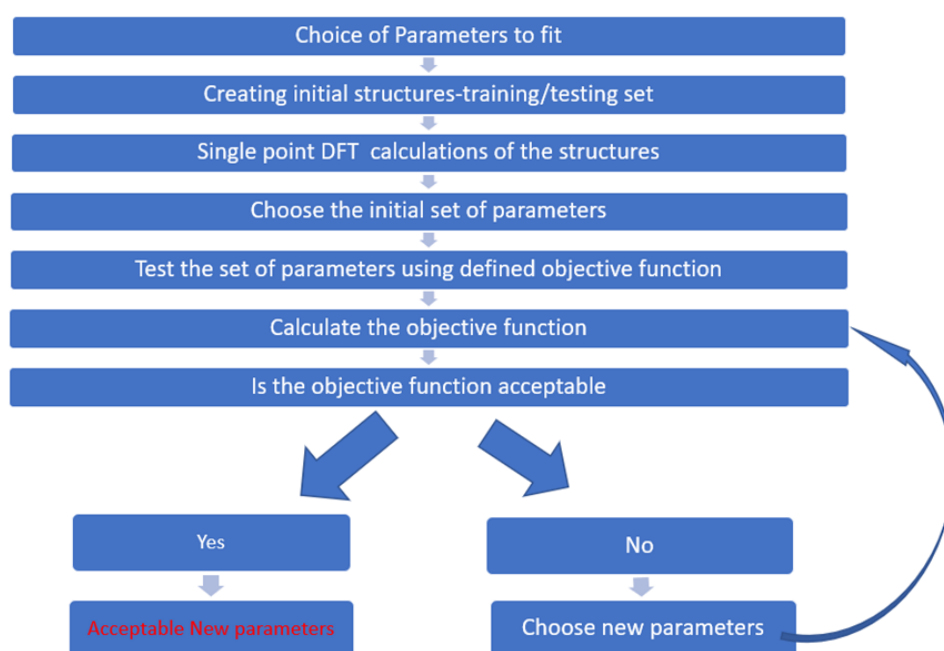 Choice of Parameters to fit
Creating initial structures-training/testing set
Single point DFT calculations of the structures
Choose the initial set of parameters
Test the set of parameters using defined objective function
Calculate the objective function
Is the objective function acceptable
Yes
No
Acceptable New parameters
Choose new parameters